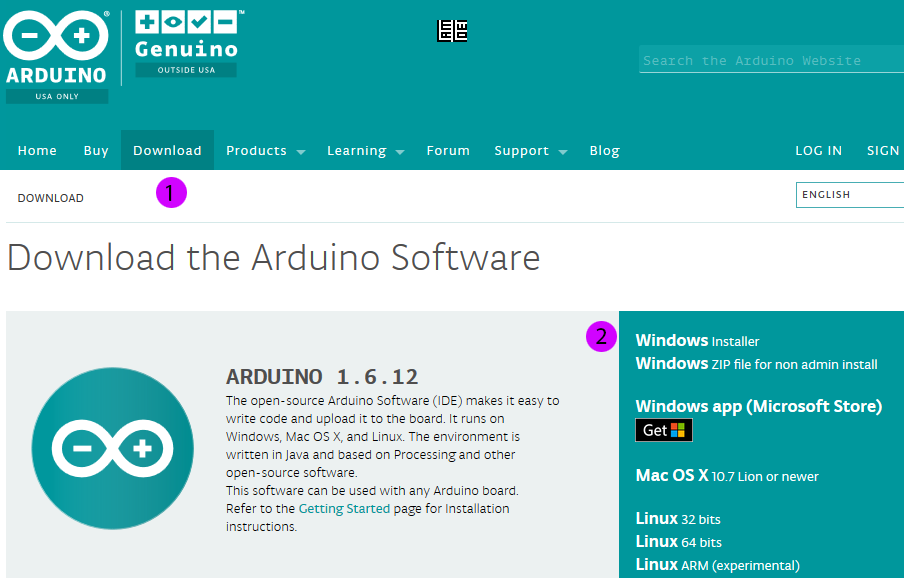 ARDUINO
USA ONLY
Genuino™
OUTSIDE USA
Search the Arduino Website
Home Buy Download Products Learning Forum Support Blog LOG IN SIGN
DOWNLOAD
1
ENGLISH
Download the Arduino Software
2
ARDUINO 1.6.12
The open-source Arduino Software (IDE) makes it easy to
write code and upload it to the board. It runs on
Windows, Mac OS X, and Linux. The environment is
written in Java and based on Processing and other
open-source software.
This software can be used with any Arduino board.
Refer to the Getting Started page for Installation
instructions.
Windows Installer
Windows ZIP file for non admin install
Windows app (Microsoft Store)
Get
Mac OS X 10.7 Lion or newer
Linux 32 bits
Linux 64 bits
Linux ARM (experimental)